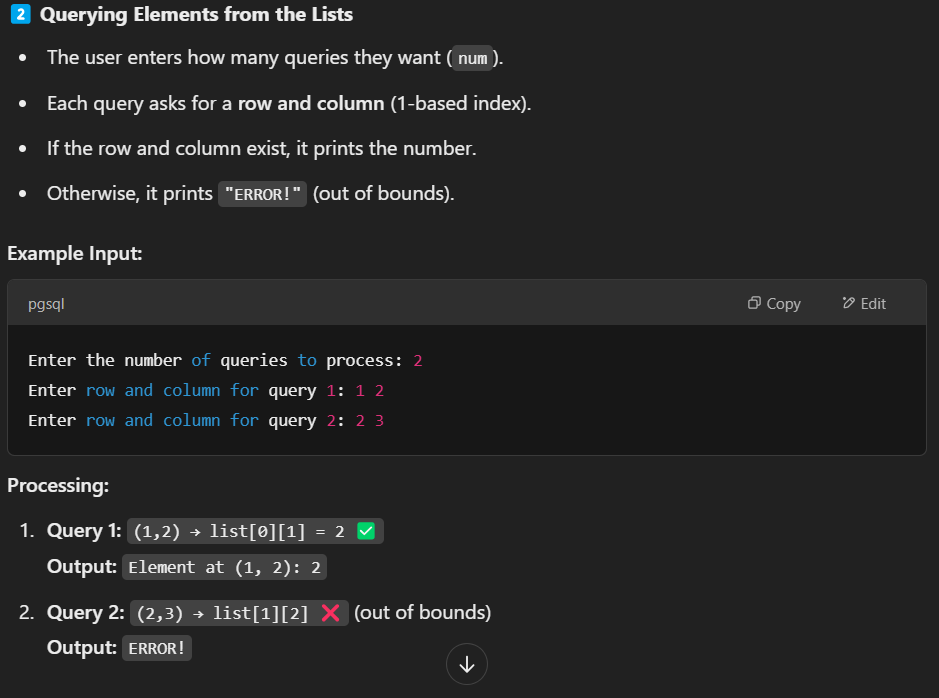 2 Querying Elements from the Lists
• The user enters how many queries they want (num).
• Each query asks for a row and column (1-based index).
• If the row and column exist, it prints the number.
• Otherwise, it prints "ERROR!" (out of bounds).
Example Input:
pgsql Copy Edit
Enter the number of queries to process: 2
Enter row and column for query 1: 1 2
Enter row and column for query 2: 2 3
Processing:
1. Query 1: (1,2) → list[0][1] = 2 ✅
Output: Element at (1, 2): 2
2. Query 2: (2,3) → list[1][2] ❌ (out of bounds)
Output: ERROR!